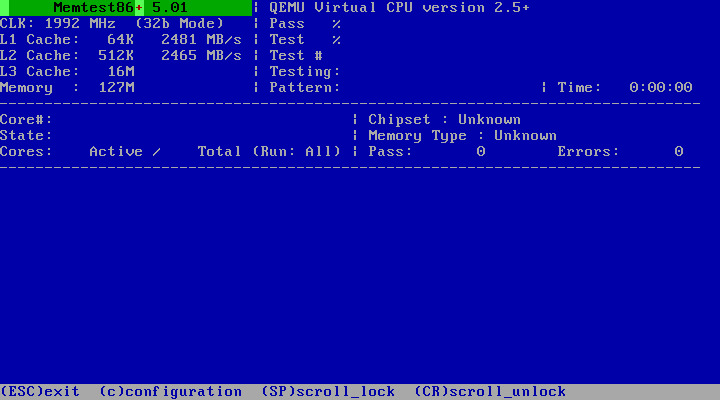 Memtest86+ 5.01 | QEMU Virtual CPU version 2.5+
CLK: 1992 MHz (32b Mode) | Pass %
L1 Cache: 64K 2481 MB/s | Test %
L2 Cache: 512K 2465 MB/s | Test #
L3 Cache: 16M | Testing:
Memory : 127M | Pattern: | Time: 0:00:00
Core#: | Chipset : Unknown
State: | Memory Type : Unknown
Cores: Active / Total (Run: All) | Pass: 0 Errors: 0
(ESC)exit (c)configuration (SP)scroll_lock (CR)scroll_unlock